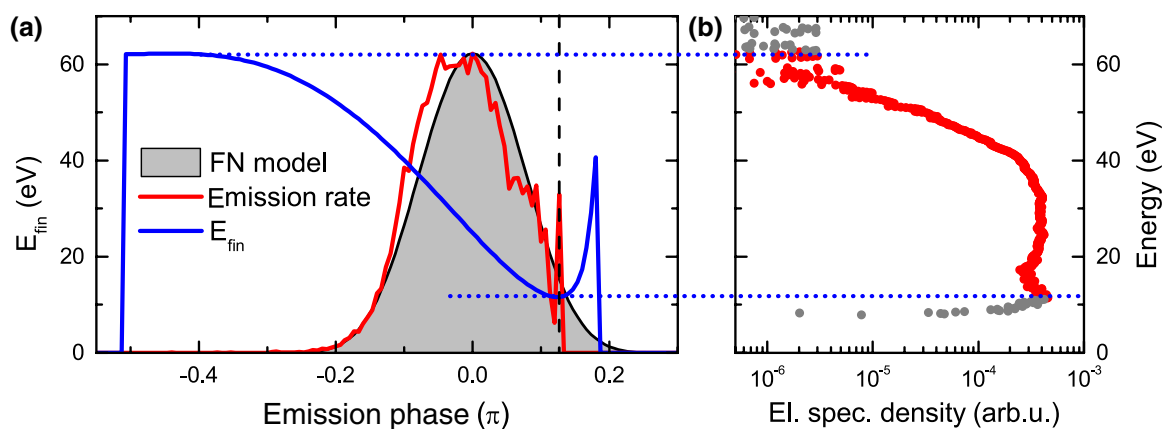 (a)
60
40
20
0
E_fin (eV)
FN model
Emission rate
E_fin
-0.4
-0.2
0.0
0.2
Emission phase (π)
(b)
60
40
20
0
Energy (eV)
10^-6
10^-5
10^-4
10^-3
El. spec. density (arb.u.)